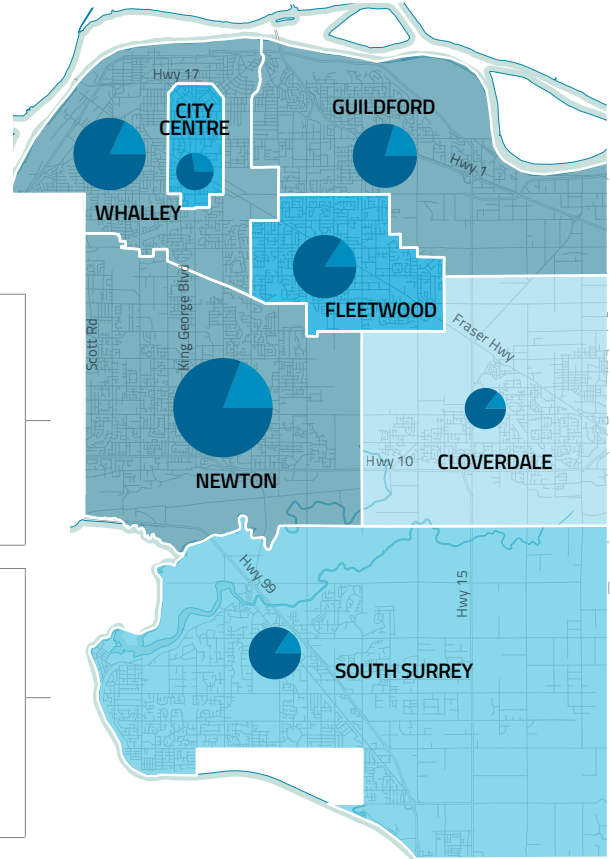 Hwy 17
CITY
CENTRE
GUILDFORD
Hwy 1
WHALLEY
King George Blvd
Scott Rd
FLEETWOOD
Fraser Hwy
Hwy 10
CLOVERDALE
NEWTON
Hwy 99
Hwy 15
SOUTH SURREY